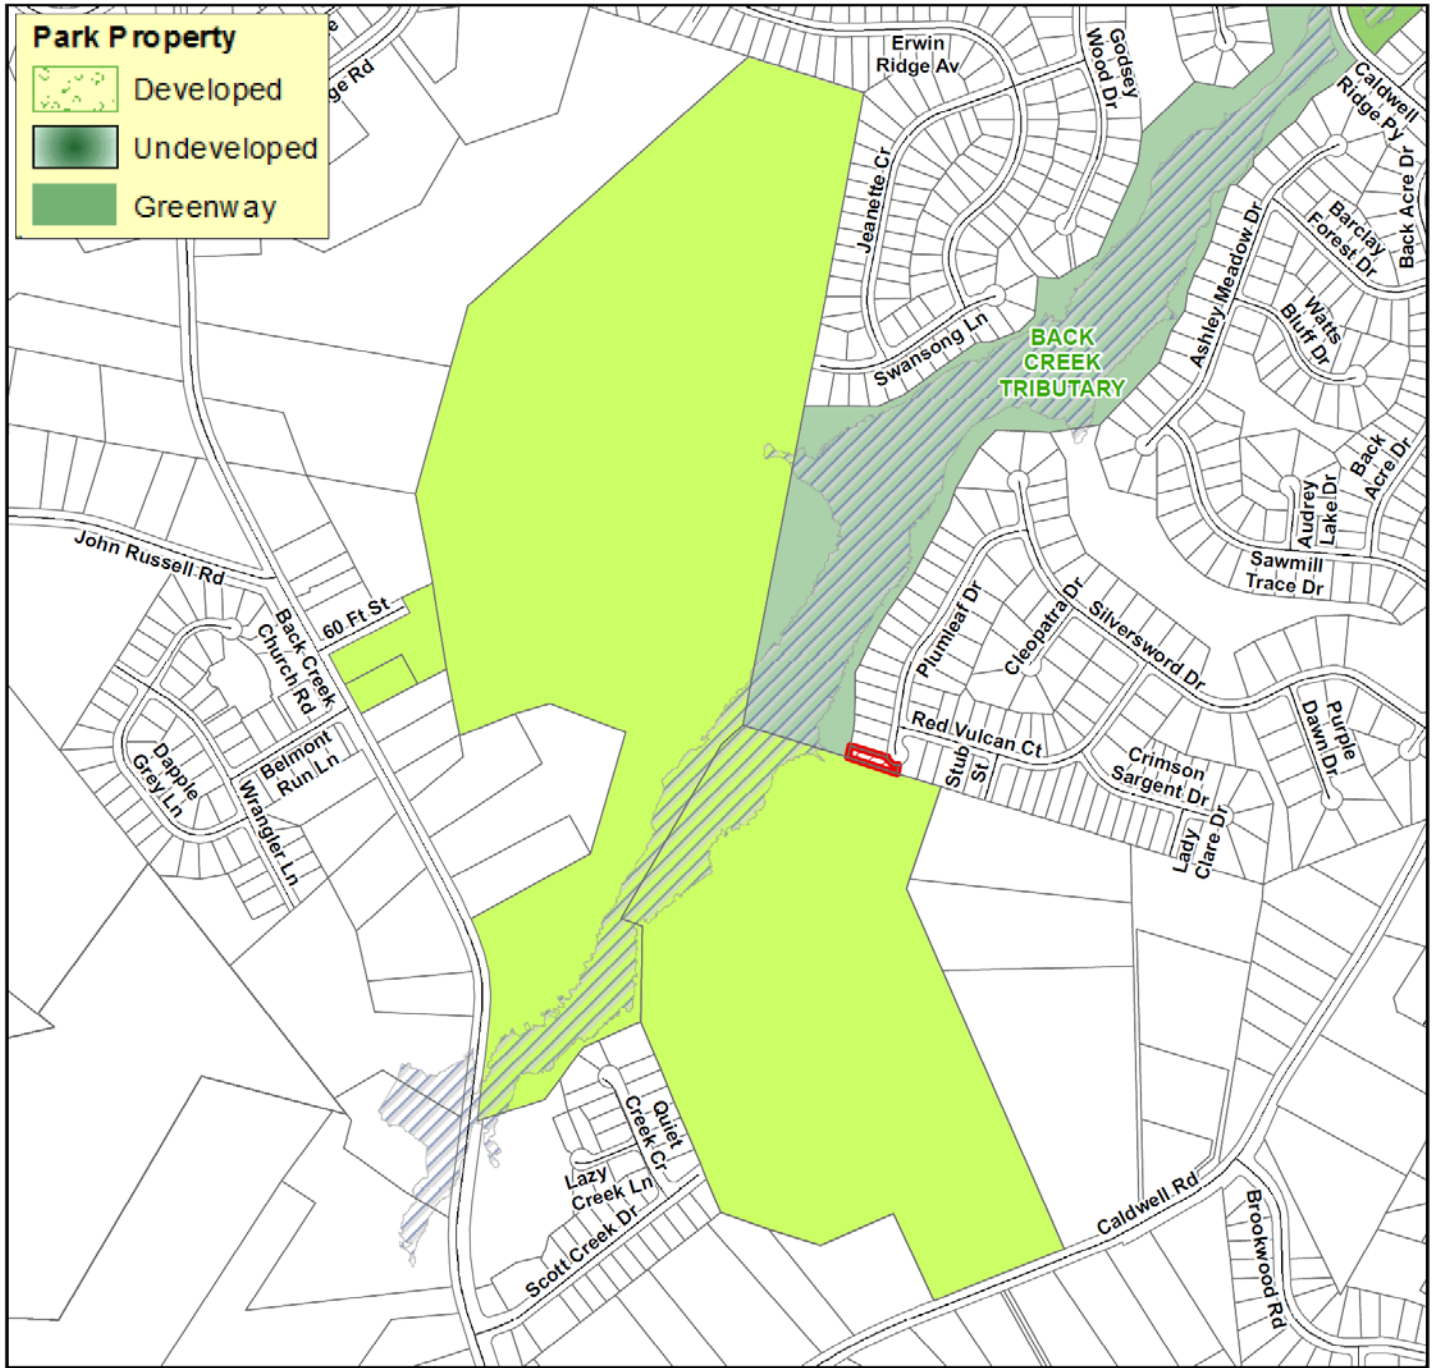 Park Property
Developed
Undeveloped
Greenway
ge Rd
Erwin
Ridge Av
Godsey
Wood Dr
Caldwell
Ridge Py
Back Acre Dr
Jeanette Cr
Barclay
Forest Dr
Ashley Meadow Dr
Watts
Bluff Dr
Swansong Ln
BACK
CREEK
TRIBUTARY
Back
Acre Dr
Audrey
Lake Dr
Sawmill
Trace Dr
John Russell Rd
60 Ft St
Back Creek
Church Rd
Plumleaf Dr
Cleopatra Dr
Silversword Dr
Red Vulcan Ct
Stub
St
Purple
Dawn Dr
Crimson
Sargent Dr
Lady
Clare Dr
Dapple
Grey Ln
Belmont
Run Ln
Wrangler Ln
Quiet
Creek Cr
Lazy
Creek Ln
Scott Creek Dr
Caldwell Rd
Brookwood Rd